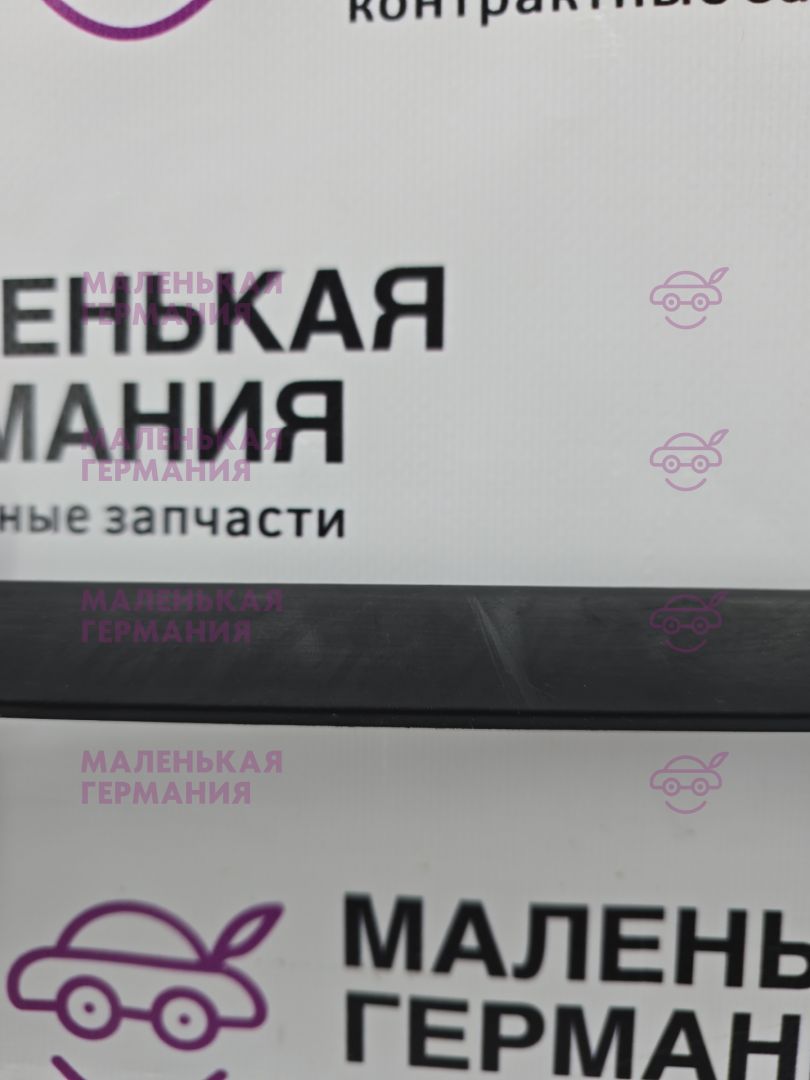 контрактные
ЕНЬКАЯ
МАНИЯ
ные запчасти
МАЛЕНЬКАЯ
ГЕРМАНИЯ
МАЛЕНЬКАЯ
ГЕРМАНИЯ
МАЛЕНЬКАЯ
ГЕРМАНИЯ
МАЛЕНЬКАЯ
ГЕРМАНИЯ
МАЛЕНЬ
ГЕРМАН